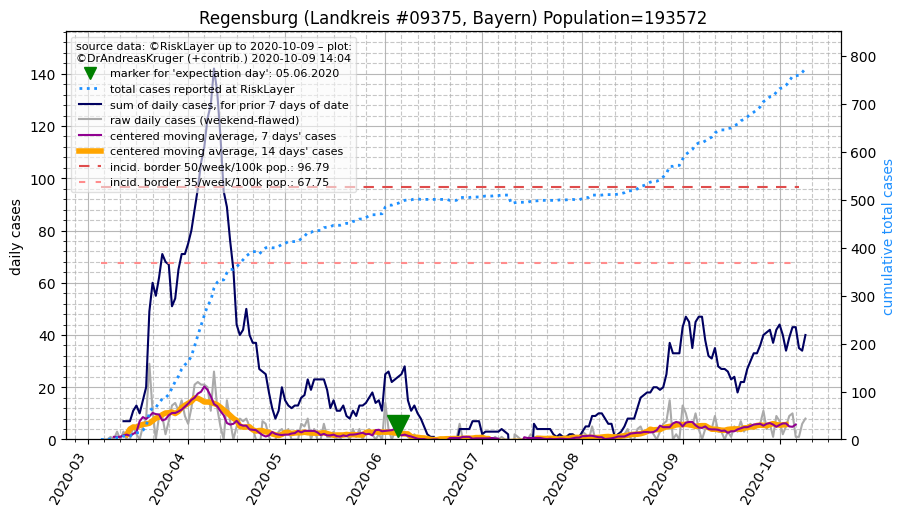 Regensburg (Landkreis #09375, Bayern) Population=193572
source data: ©RiskLayer up to 2020-10-09 – plot:
©DrAndreasKruger (+contrib.) 2020-10-09 14:04
marker for 'expectation day': 05.06.2020
total cases reported at RiskLayer
sum of daily cases, for prior 7 days of date
raw daily cases (weekend-flawed)
centered moving average, 7 days' cases
centered moving average, 14 days' cases
incid. border 50/week/100k pop.: 96.79
incid. border 35/week/100k pop.: 67.75
daily cases
140
120
100
80
60
40
20
0
800
700
600
500
400
300
200
100
0
cumulative total cases
2020-03
2020-04
2020-05
2020-06
2020-07
2020-08
2020-09
2020-10